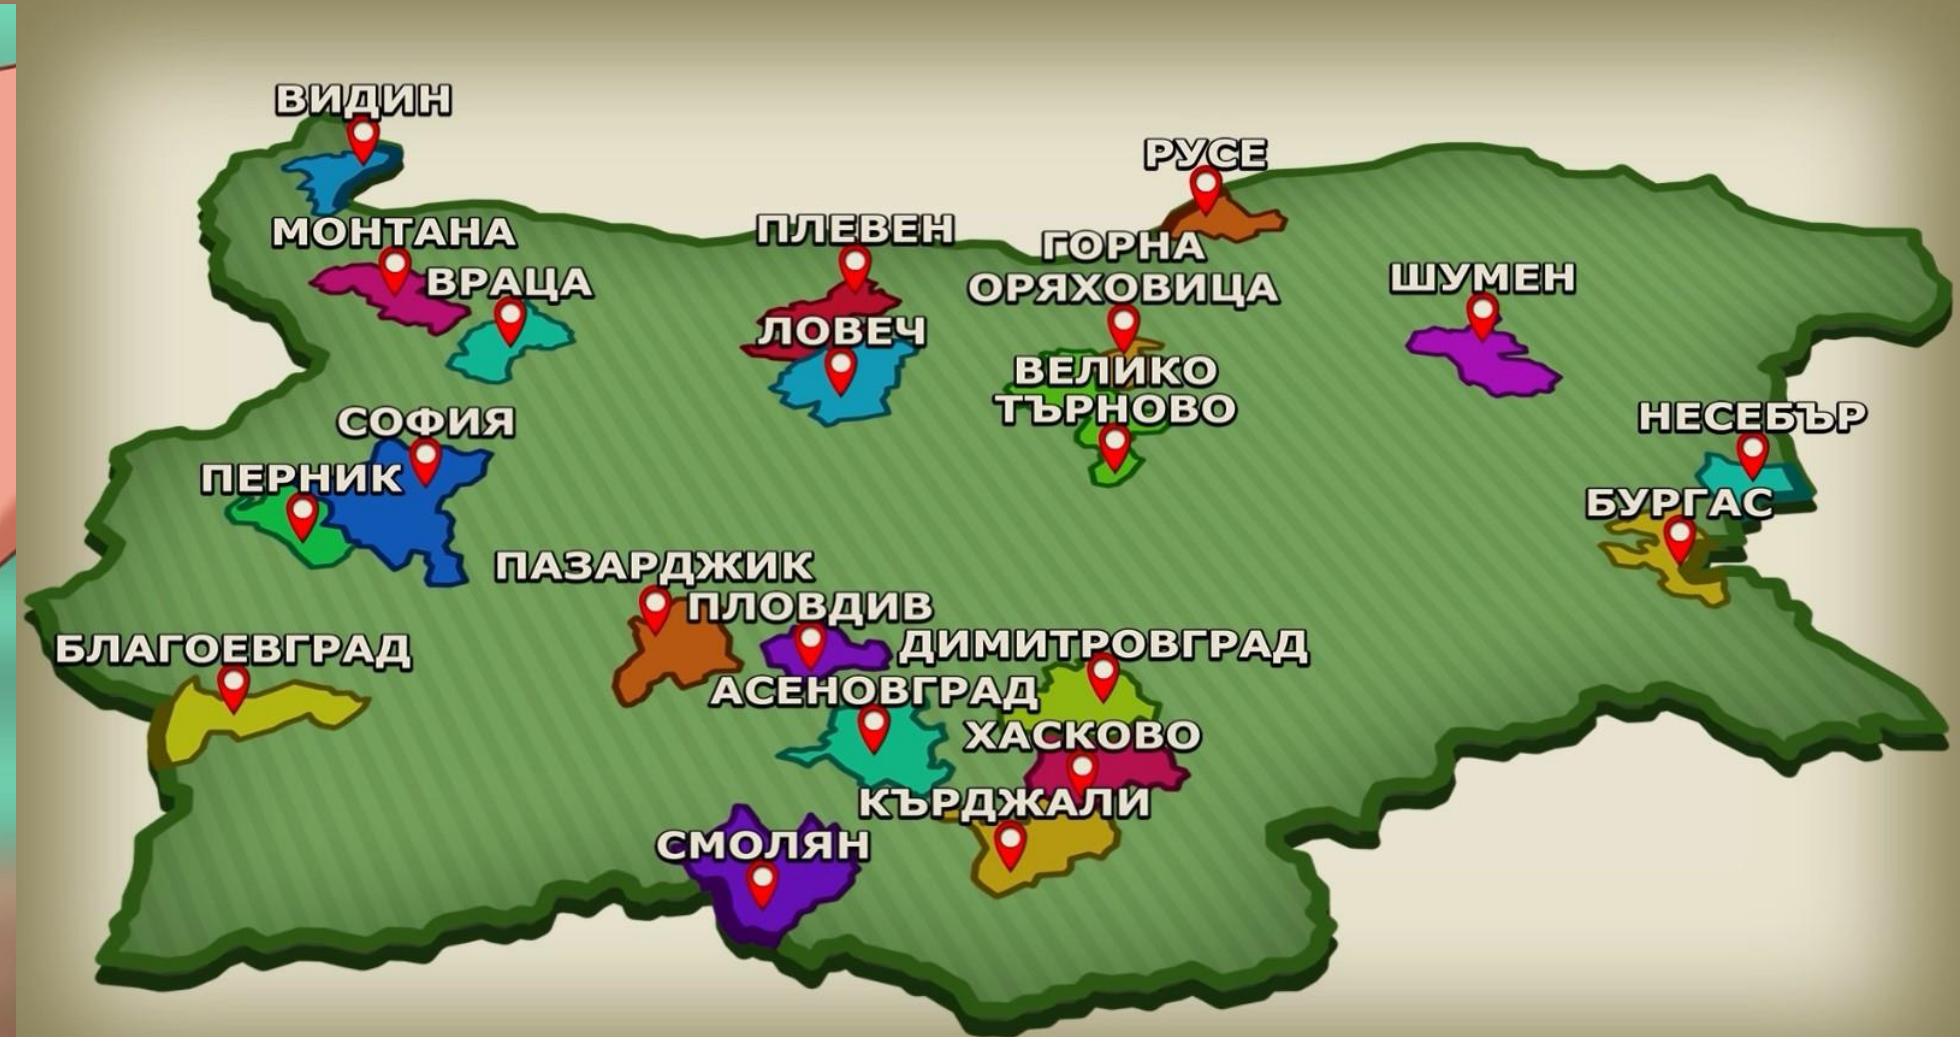 ВИДИН
РУСЕ
МОНТАНА
ПЛЕВЕН
ГОРНА
ОРЯХОВИЦА
ВРАЦА
ШУМЕН
ЛОВЕЧ
ВЕЛИКО
ТЪРНОВО
СОФИЯ
НЕСЕБЪР
ПЕРНИК
БУРГАС
ПАЗАРДЖИК
ПЛОВДИВ
БЛАГОЕВГРАД
ДИМИТРОВГРАД
АСЕНОВГРАД
ХАСКОВО
КЪРДЖАЛИ
СМОЛЯН